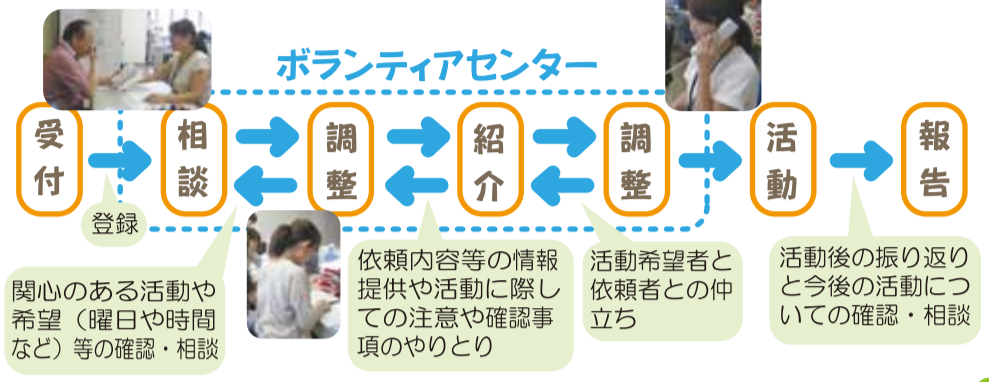 ボランティアセンター
受付
相談
調整
紹介
調整
活動
報告
登録
関心のある活動や
希望（曜日や時間
など）等の確認・相談
依頼内容等の情報
提供や活動に際し
ての注意や確認事
項のやりとり
活動希望者と
依頼者との仲
立ち
活動後の振り返り
と今後の活動につ
いての確認・相談